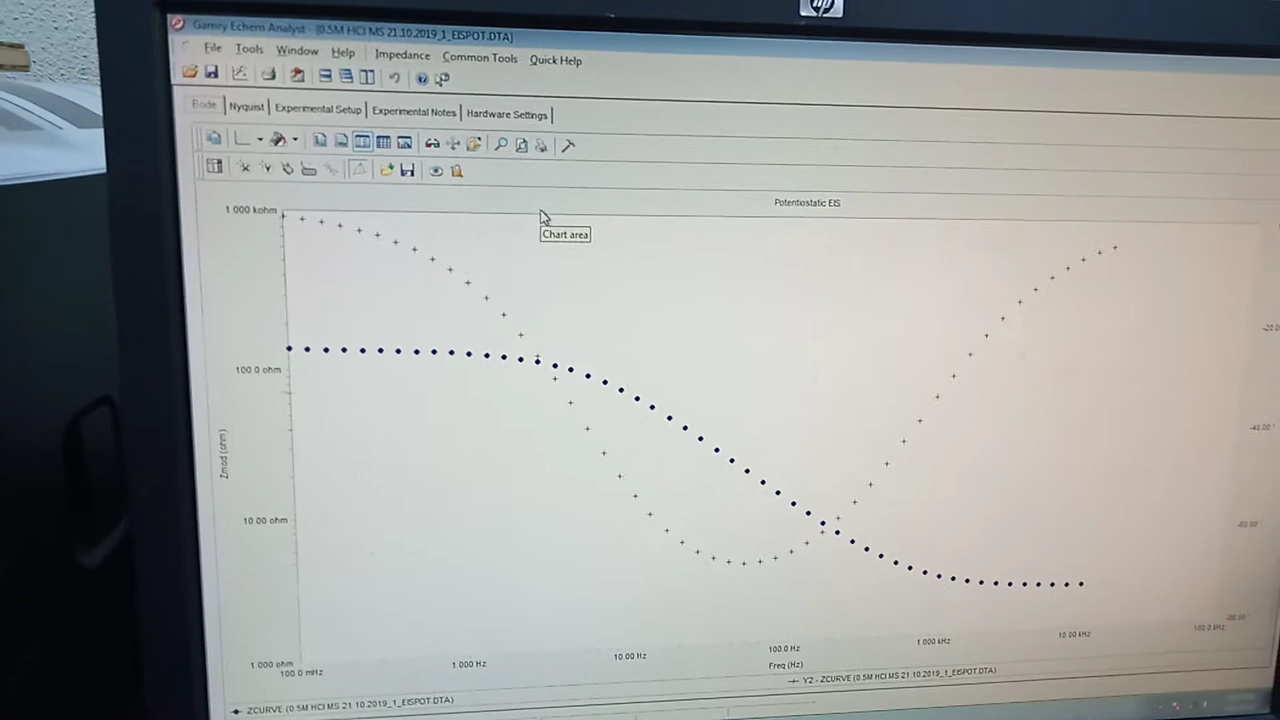 hp
Gamry Echem Analyst - [0.5M HCl MS 21.10.2019_1_EISPOT.DTA]
File Tools Window Help Impedance Common Tools Quick Help
Bode Nyquist Experimental Setup Experimental Notes Hardware Settings
Potentiostatic EIS
1.000 kohm
Chart area
-20.0
100.0 ohm
-40.00 °
Zmod (ohm)
10.00 ohm
-60.00 °
-80.00 °
1.000 ohm
100.0 mHz 1.000 Hz 10.00 Hz 100.0 Hz 1.000 kHz 10.00 kHz 100.0 kHz
Freq (Hz)
ZCURVE (0.5M HCl MS 21.10.2019_1_EISPOT.DTA)
Y2 - ZCURVE (0.5M HCl MS 21.10.2019_1_EISPOT.DTA)